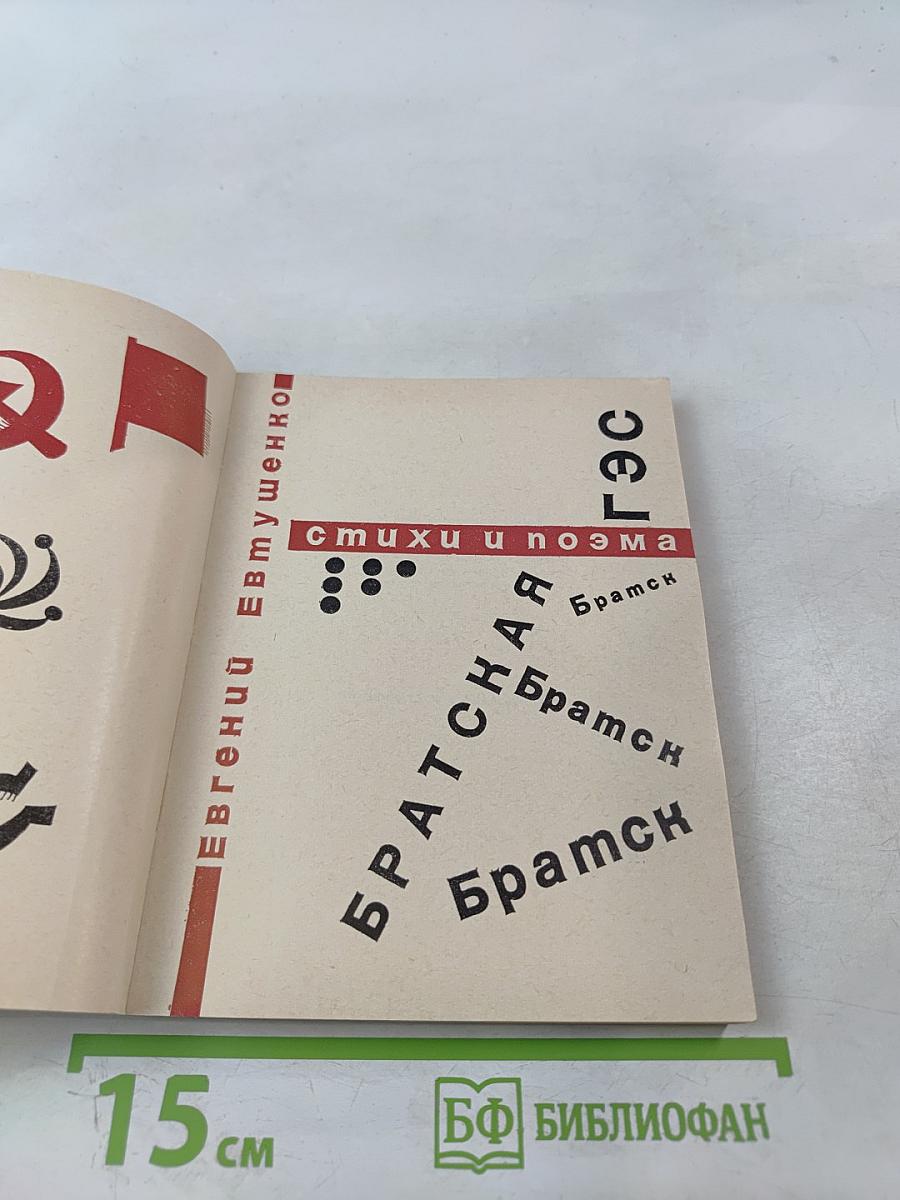 Евгений Евтушенко
ГЭС
стихи и поэма
БРАТСКАЯ
Братск
Братск
Братск
15 см
БФ БИБЛИОФАН